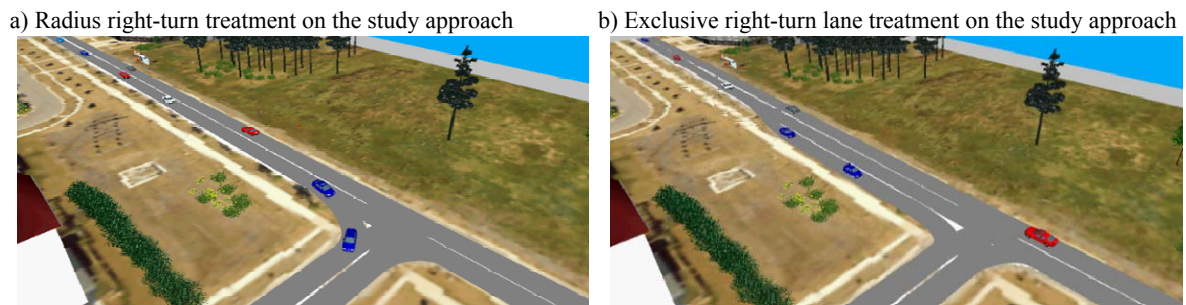 a) Radius right-turn treatment on the study approach
b) Exclusive right-turn lane treatment on the study approach